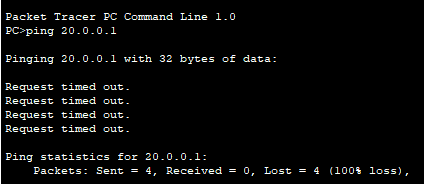 Packet Tracer PC Command Line 1.0
PC>ping 20.0.0.1
Pinging 20.0.0.1 with 32 bytes of data:
Request timed out.
Request timed out.
Request timed out.
Request timed out.
Ping statistics for 20.0.0.1:
Packets: Sent = 4, Received = 0, Lost = 4 (100% loss),